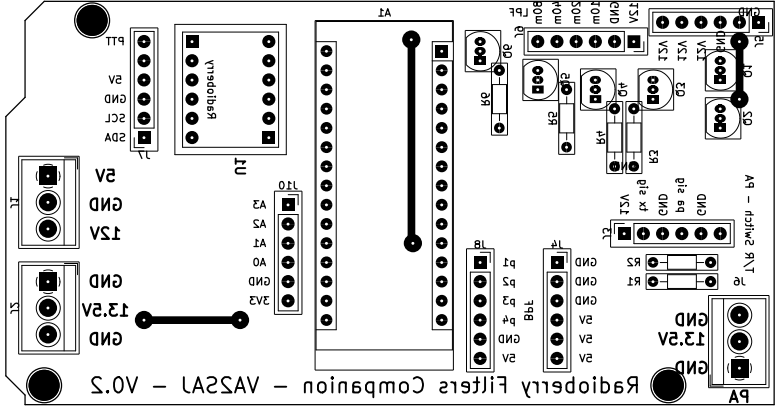 A1
LPF
80m
40m
20m
10m
GND
12V
GND
J9
J5
12V
12V
12V
GND
PTT
5V
GND
SCL
SDA
J7
Radioberry
U1
Q6
Q5
Q4
Q3
Q1
Q2
R6
R5
R4
R3
J1
5V
GND
12V
J10
A3
A2
A1
A0
GND
3V3
J2
GND
13.5V
GND
J8
p1
p2
p3
p4
GND
5V
BPF
J4
GND
GND
GND
5V
5V
5V
J3
12V
tx sig
GND
pa sig
GND
T/R Switch - PA
R2
R1
J6
GND
13.5V
GND
PA
Radioberry Filters Companion - VA2SAJ - V0.2